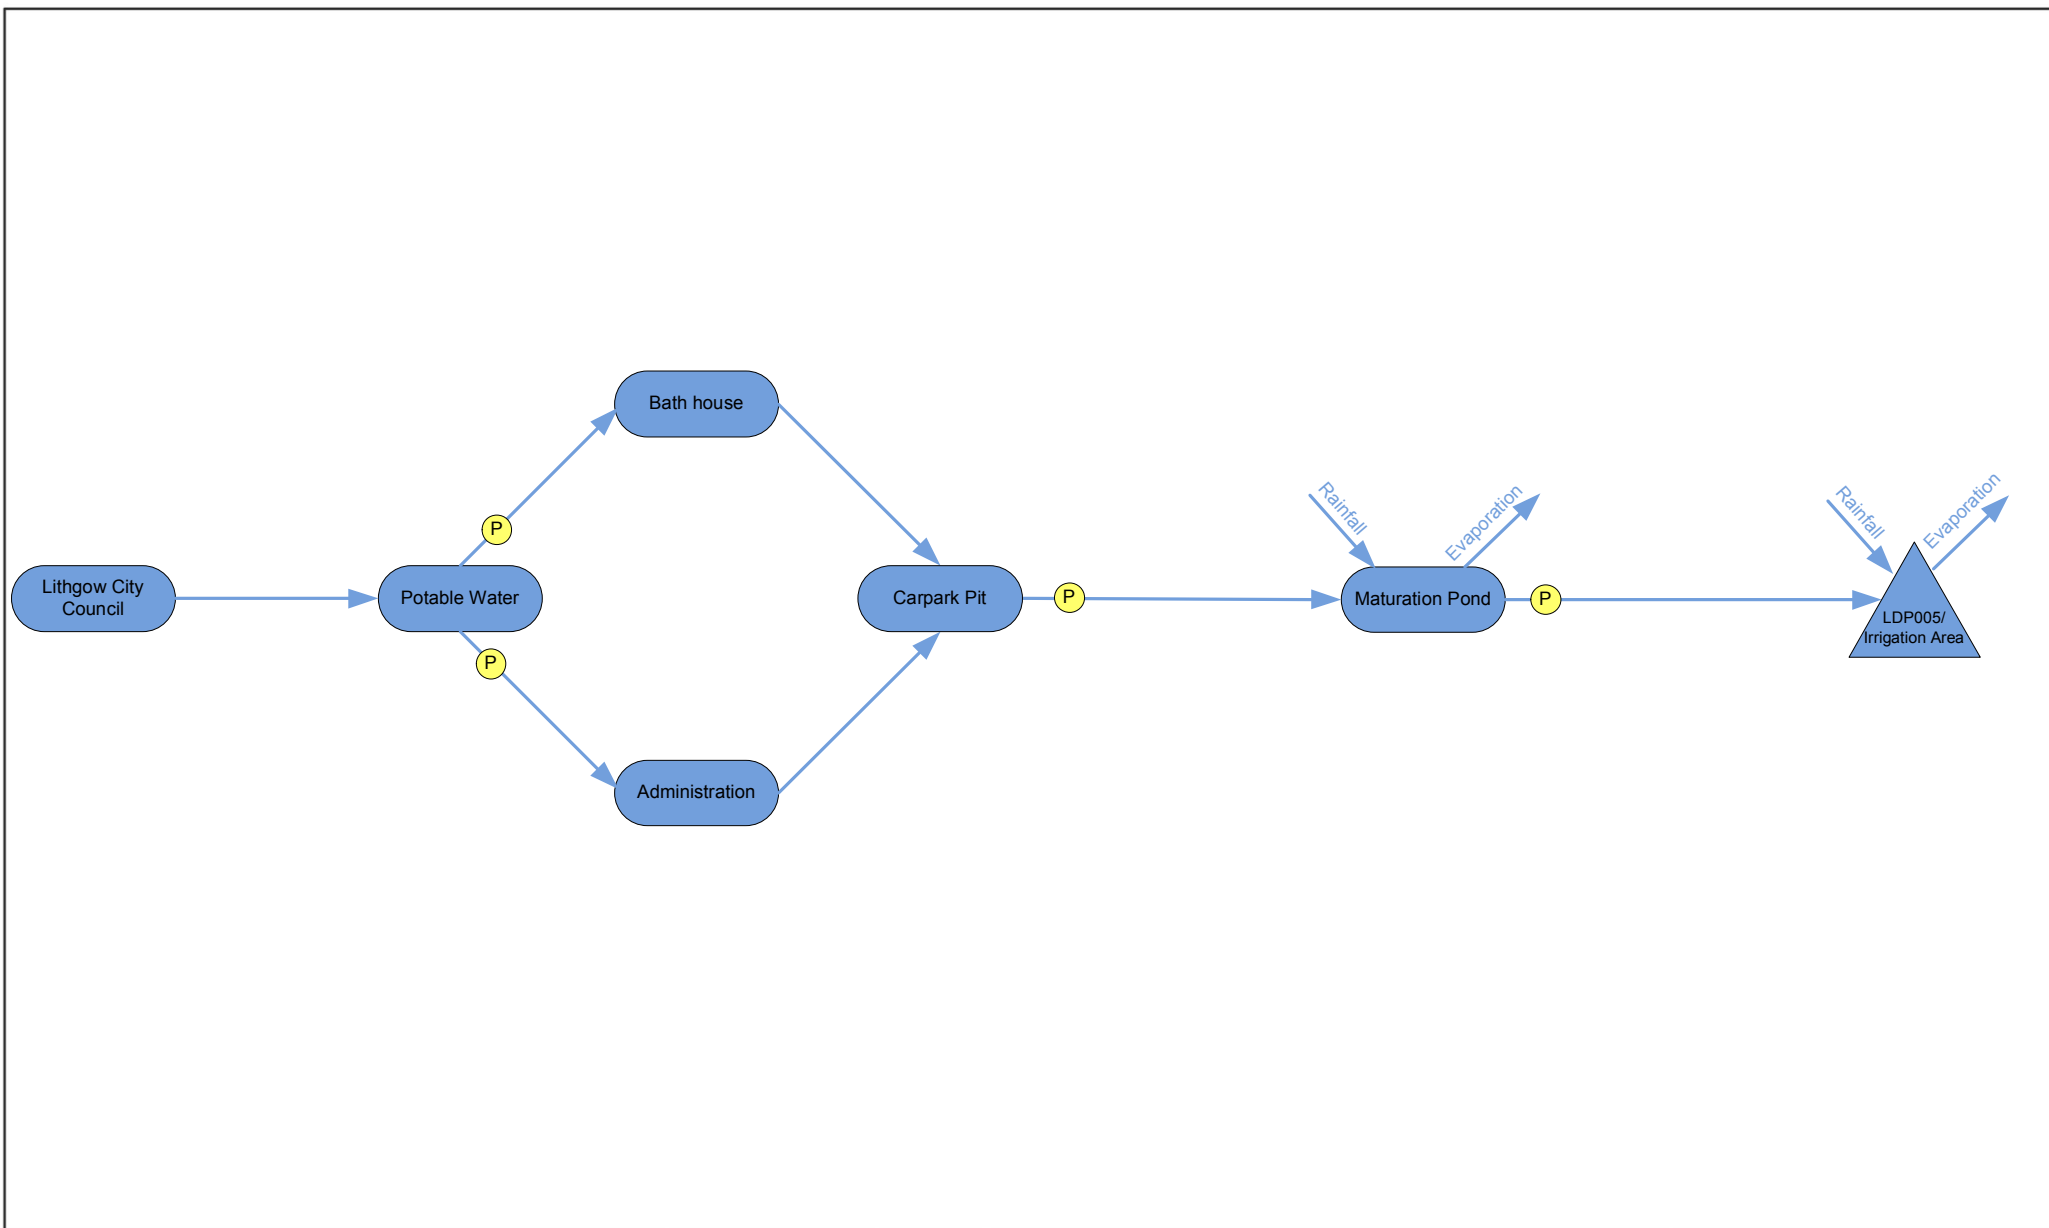 Bath house
Rainfall
Evaporation
Rainfall
Evaporation
P
Lithgow City
Council
Potable Water
Carpark Pit
P
Maturation Pond
P
LDP005/
Irrigation Area
P
Administration